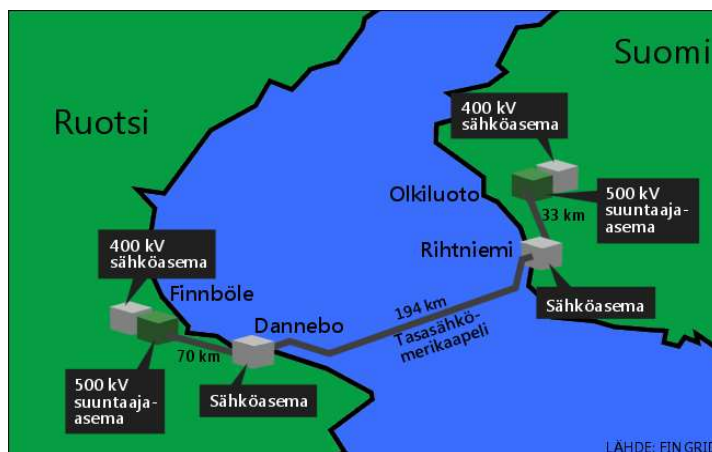 Suomi
Ruotsi
400 kV
sähköasema
Olkiluoto
500 kV
suuntaaja-
asema
33 km
Rihtniemi
400 kV
sähköasema
Sähköasema
Finnböle
194 km
Tasasähkö-
merikaapeli
Dannebo
70 km
500 kV
suuntaaja-
asema
Sähköasema
LÄHDE: FINGRID